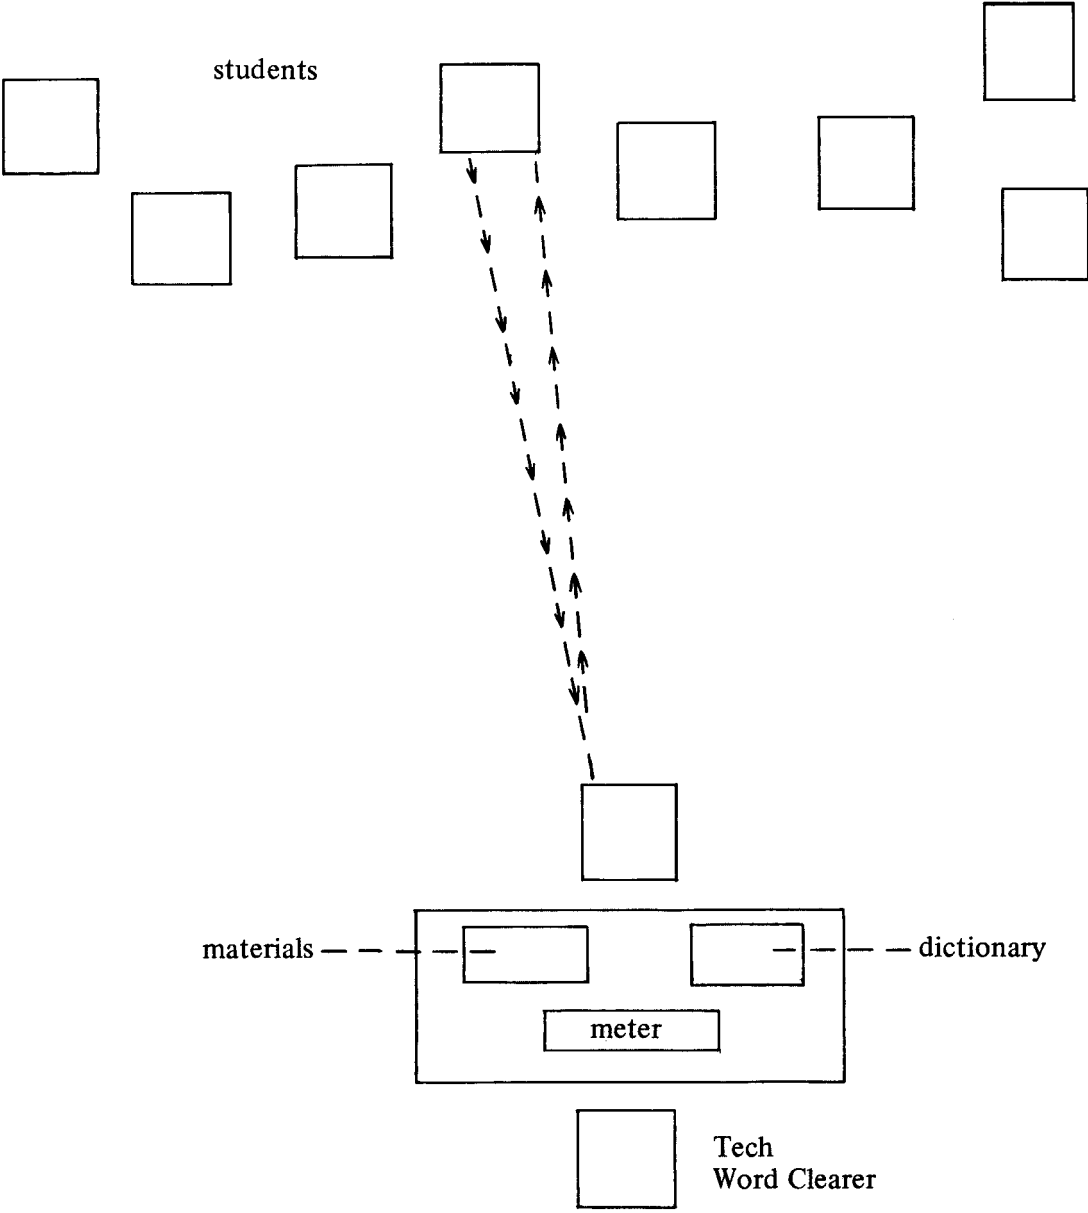 students
materials
dictionary
meter
Tech
Word Clearer